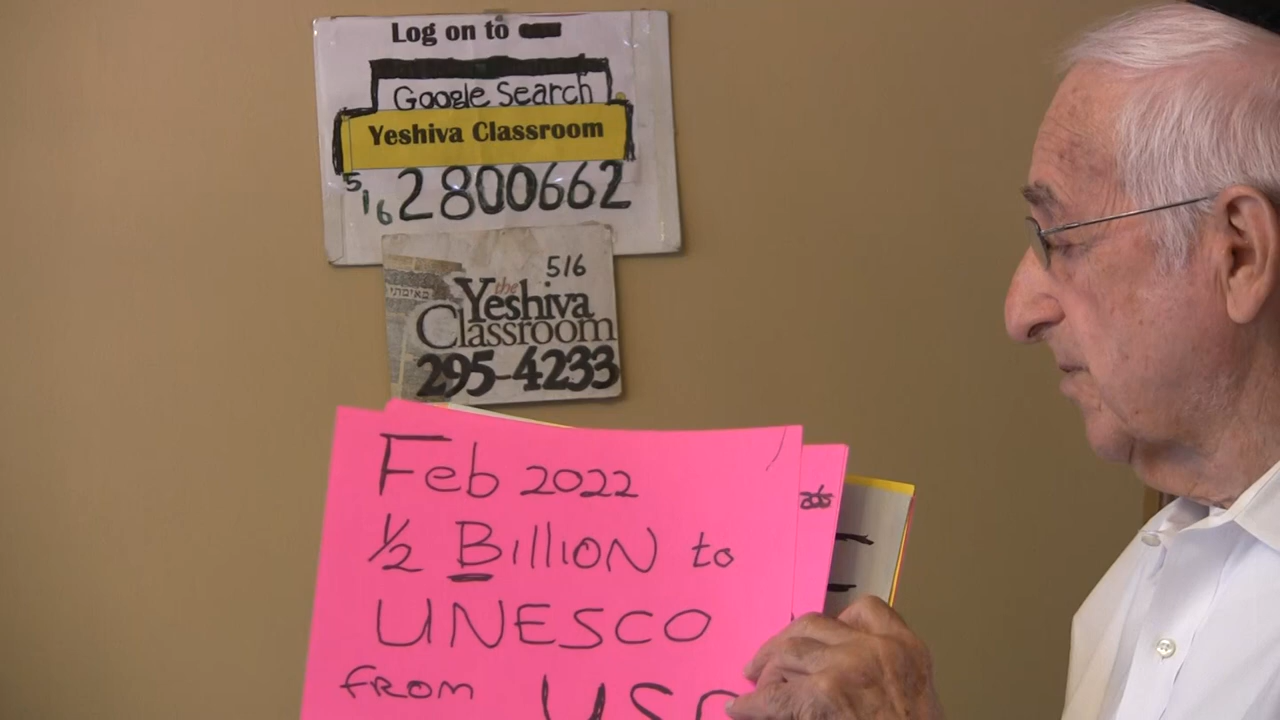 Log on to
Google Search
Yeshiva Classroom
516 2800662
516
the
Yeshiva
Classroom
295-4233
Feb 2022
1/2 Billion to
UNESCO
from